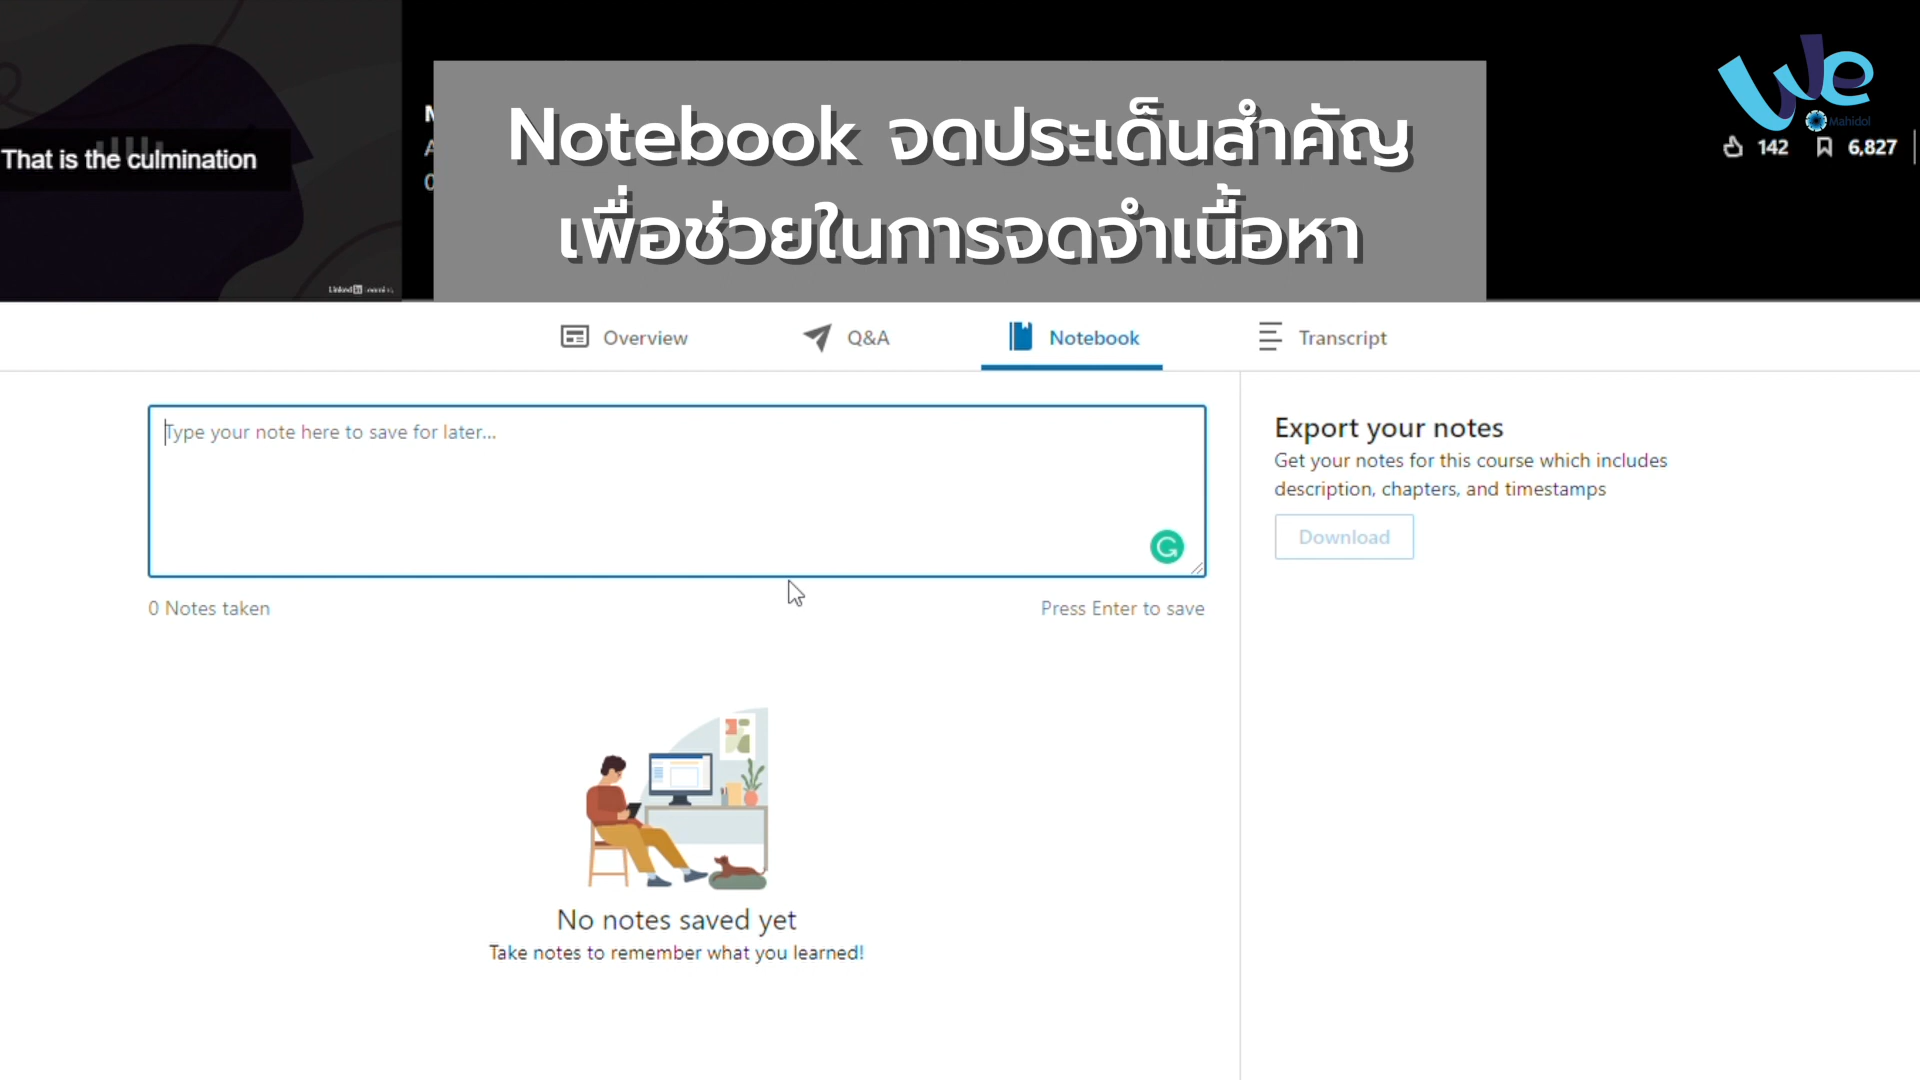 That is the culmination
Notebook จดประเด็นสำคัญ
เพื่อช่วยในการจดจำเนื้อหา
We
Mahidol
142 6,827
Linked in
Overview Q&A Notebook Transcript
Type your note here to save for later...
0 Notes taken Press Enter to save
No notes saved yet
Take notes to remember what you learned!
Export your notes
Get your notes for this course which includes
description, chapters, and timestamps
Download